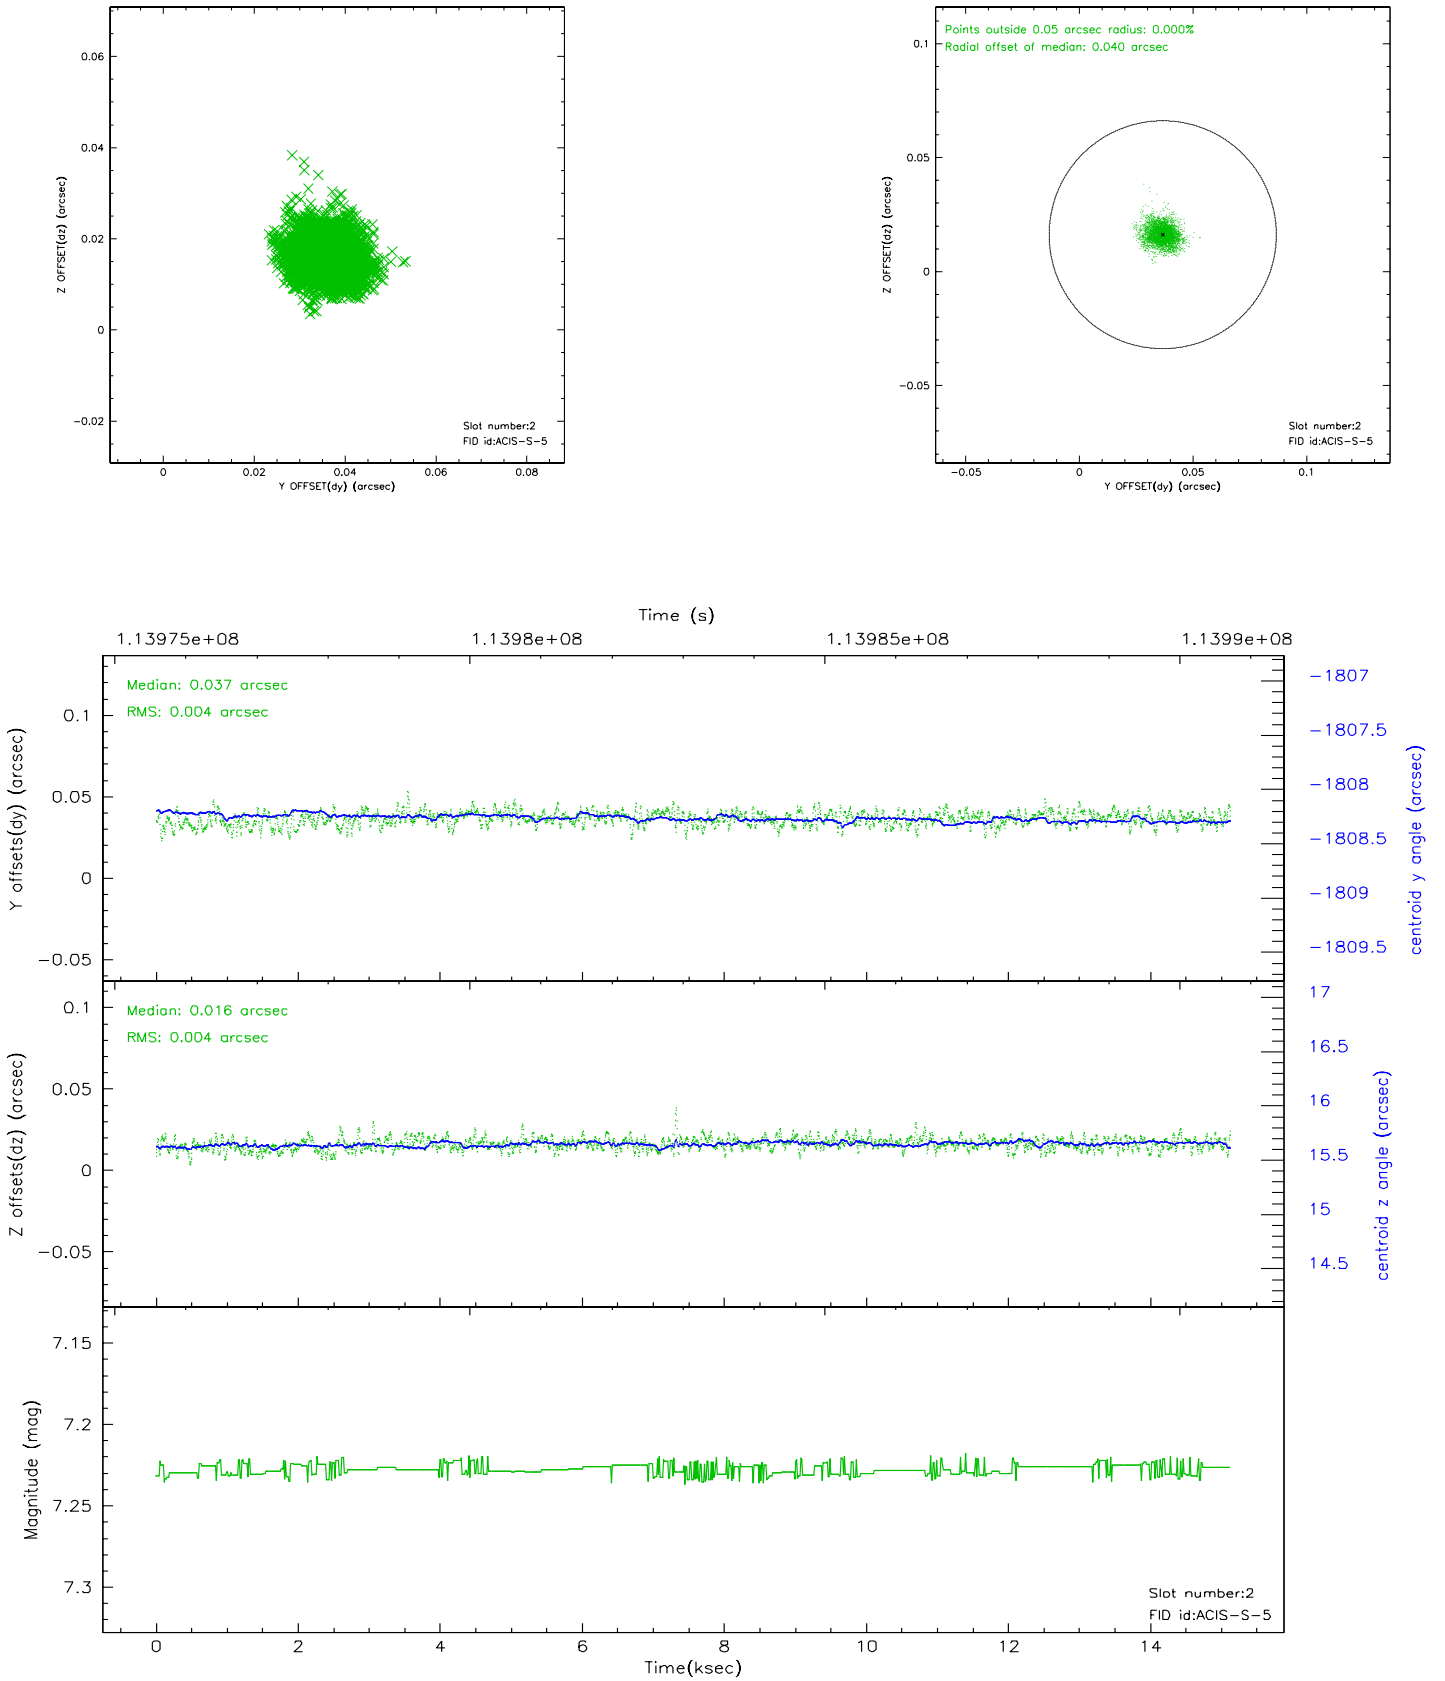 0.06
0.04
0.02
0
−0.02
Z OFFSET(dz) (arcsec)
Slot number:2
FID id:ACIS−S−5
0
0.02
0.04
0.06
0.08
Y OFFSET(dy) (arcsec)
Points outside 0.05 arcsec radius: 0.000%
Radial offset of median: 0.040 arcsec
0.1
0.05
0
−0.05
Z OFFSET(dz) (arcsec)
Slot number:2
FID id:ACIS−S−5
−0.05
0
0.05
0.1
Y OFFSET(dy) (arcsec)
Time (s)
1.13975e+08
1.1398e+08
1.13985e+08
1.1399e+08
Median: 0.037 arcsec
RMS: 0.004 arcsec
0.1
0.05
0
−0.05
Y offsets(dy) (arcsec)
−1807
−1807.5
−1808
−1808.5
−1809
−1809.5
centroid y angle (arcsec)
Median: 0.016 arcsec
RMS: 0.004 arcsec
0.1
0.05
0
−0.05
Z offsets(dz) (arcsec)
17
16.5
16
15.5
15
14.5
centroid z angle (arcsec)
7.15
7.2
7.25
7.3
Magnitude (mag)
Slot number:2
FID id:ACIS−S−5
0
2
4
6
8
10
12
14
Time(ksec)